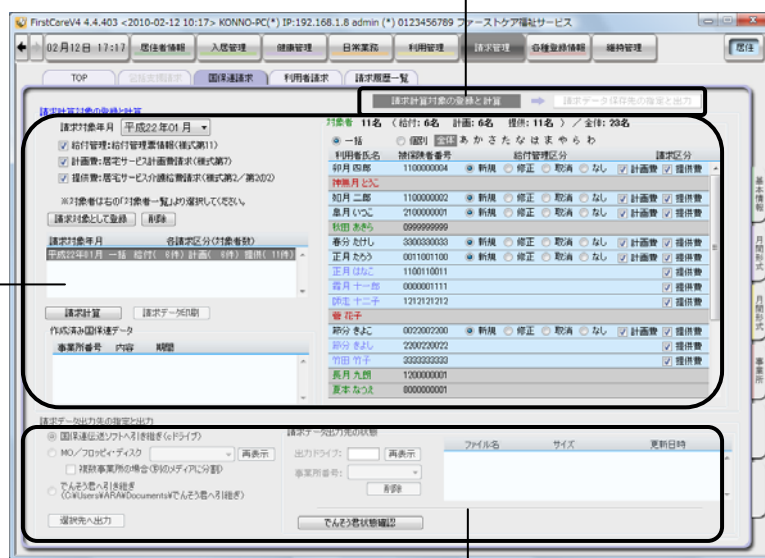 FirstCareV4 4.4.403 <2010-02-12 10:17> KONNO-PC(*) IP:192.168.1.8 admin (*) 0123456789 ファーストケア福祉サービス
02月12日 17:17 居住者情報 入居管理 健康管理 日常業務 利用管理 請求管理 各種登録情報 維持管理 居住
TOP 国保連請求 利用者請求 請求履歴一覧
請求計算対象の登録と計算 請求データ保存先の指定と出力
請求計算対象の登録と計算
請求対象年月 平成22年01月
給付管理:給付管理票情報(様式第11)
計画費:居宅サービス計画費請求(様式第7)
提供費:居宅サービス介護給費請求(様式第2/第202)
※対象者は右の「対象者一覧」より選択してください。
請求対象として登録 削除
請求対象年月 各請求区分(対象者数)
平成22年01月 一括 給付( 6件) 計画( 6件) 提供( 11件)
請求計算 請求データ印刷
作成済み国保連データ
事業所番号 内容 期間
対象者 11名 (給付: 6名 計画: 6名 提供: 11名 ) /全体: 23名
一括 個別 全体 あ か さ た な は ま や ら わ
利用者氏名 被保険者番号 給付管理区分 請求区分
卯月 四郎 1100000004 新規 修正 取消 なし 計画費 提供費
神無月 とうこ
如月 二郎 1100000002 新規 修正 取消 なし 計画費 提供費
皐月 いつこ 2100000001 新規 修正 取消 なし 計画費 提供費
秋田 あきら 0999999999
春分 たけし 3300330033 新規 修正 取消 なし 計画費 提供費
正月 たろう 0011001100 新規 修正 取消 なし 計画費 提供費
正月 はなこ 1100110011 提供費
霜月 十一郎 0000001111 提供費
師走 十二子 1212121212 提供費
菅 花子
節分 きよこ 0022002200 新規 修正 取消 なし 計画費 提供費
節分 きよし 2200220022 提供費
竹田 竹子 3333333333 提供費
長月 九朗 1200000001
夏本 なつえ 0000000001
基本情報
月間形式
月間形式
事業所
請求データ出力先の指定と出力
国保連伝送ソフトへ引き継ぎ(cドライブ)
MO/フロッピィ・ディスク 再表示
複数事業所の場合(別のメディアに分割)
でんそう君へ引き継ぎ
(C:¥Users¥ARA¥Documents¥でんそう君へ引継ぎ)
選択先へ出力
請求データ出力先の状態
出力ドライブ: 再表示
事業所番号:
削除
でんそう君状態確認
ファイル名 サイズ 更新日時